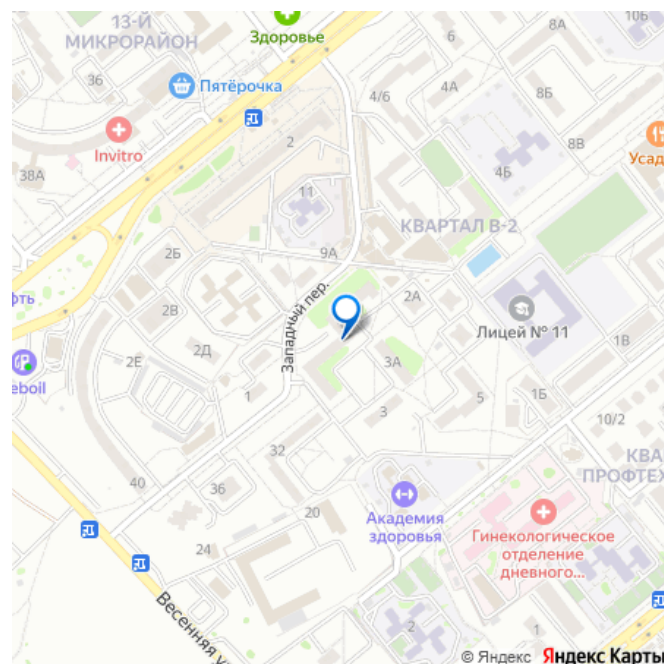 13-Й
МИКРОРАЙОН
Здоровье
10Б
8А
6
36
Пятёрочка
4А
4/6
8Б
2
8В
Invitro
Усад
38А
4Б
11
КВАРТАЛ В-2
2Б
9А
фть
2В
Западный пер.
2А
Лицей № 11
2Д
2Е
3А
1В
eboil
1
5
1Б
3
10/2
32
КВА
ПРОФТЕХ
40
36
20
Академия
здоровья
Гинекологическое
отделение
дневного...
24
Весенняя у
1
© Яндекс Яндекс Карты